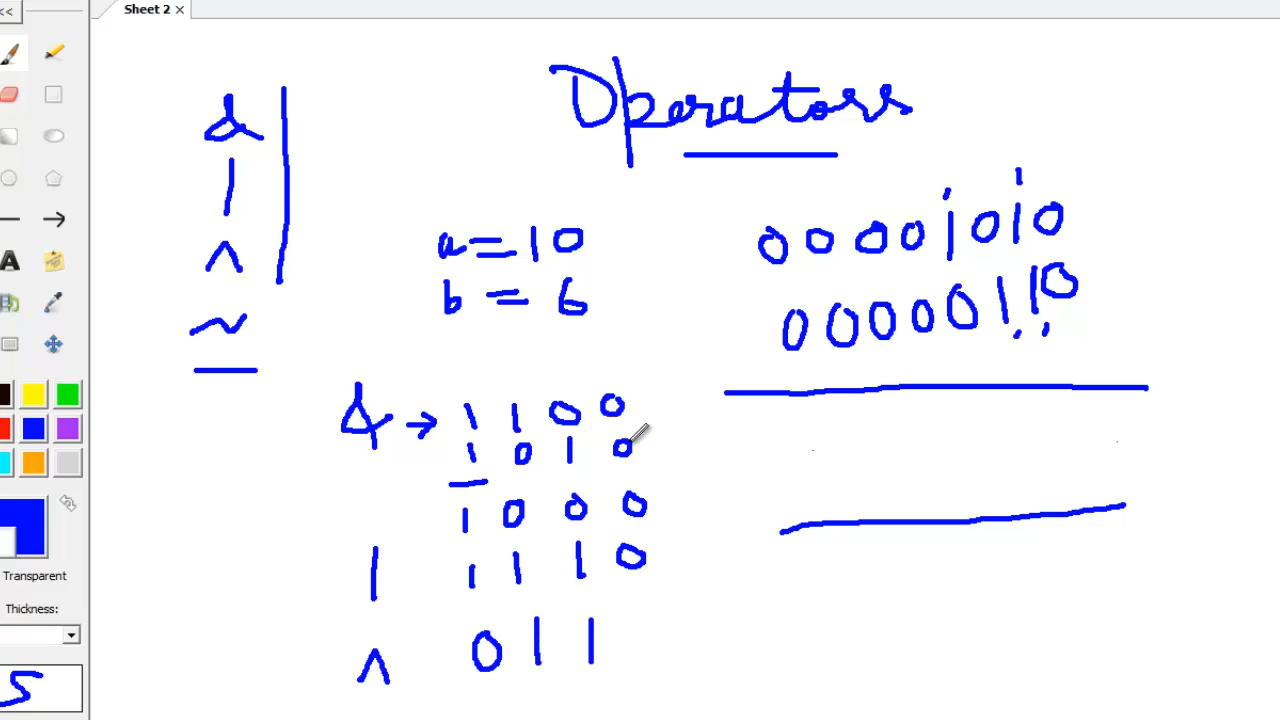 <<
Sheet 2 ×
Operators
&
|
^
~
a = 10
b = 6
00001010
00000110
& → 1 1 0 0
1 0 1 0
1 0 0 0
| 1 1 1 0
^ 0 1 1
A
Transparent
Thickness:
S